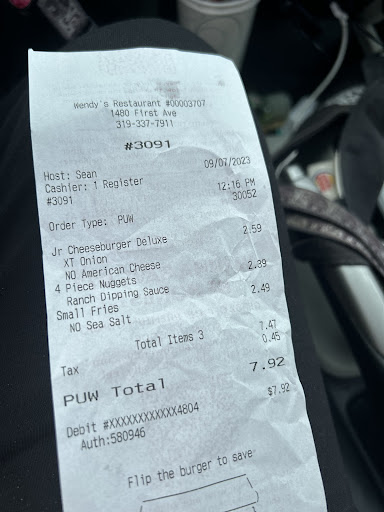 Wendy's Restaurant #00003707
1480 First Ave
319-337-7911
#3091
Host: Sean 09/07/2023
Cashier: 1 Register 12:16 PM
#3091 30052
Order Type: PUW
Jr Cheeseburger Deluxe 2.59
XT Onion
NO American Cheese
4 Piece Nuggets 2.39
Ranch Dipping Sauce
Small Fries 2.49
NO Sea Salt
Total Items 3 7.47
Tax 0.45
PUW Total 7.92
Debit #XXXXXXXXXXXX4804 $7.92
Auth:580946
Flip the burger to save